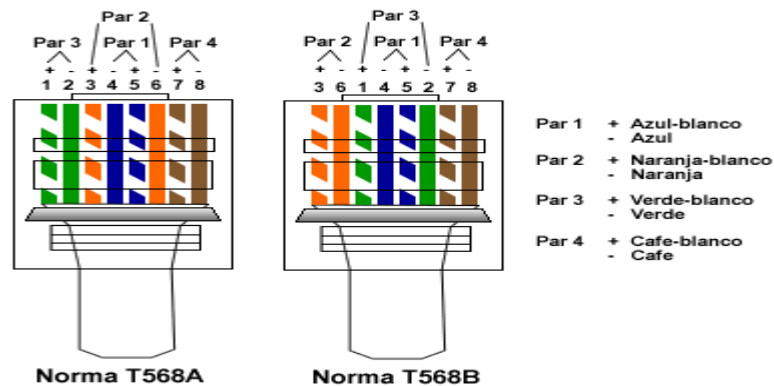 Par 2
Par 3 Par 1 Par 4
+ - + - + - + -
1 2 3 4 5 6 7 8
Norma T568A
Par 3
Par 2 Par 1 Par 4
+ - + - + - + -
3 6 1 4 5 2 7 8
Norma T568B
Par 1 + Azul-blanco
- Azul
Par 2 + Naranja-blanco
- Naranja
Par 3 + Verde-blanco
- Verde
Par 4 + Cafe-blanco
- Cafe